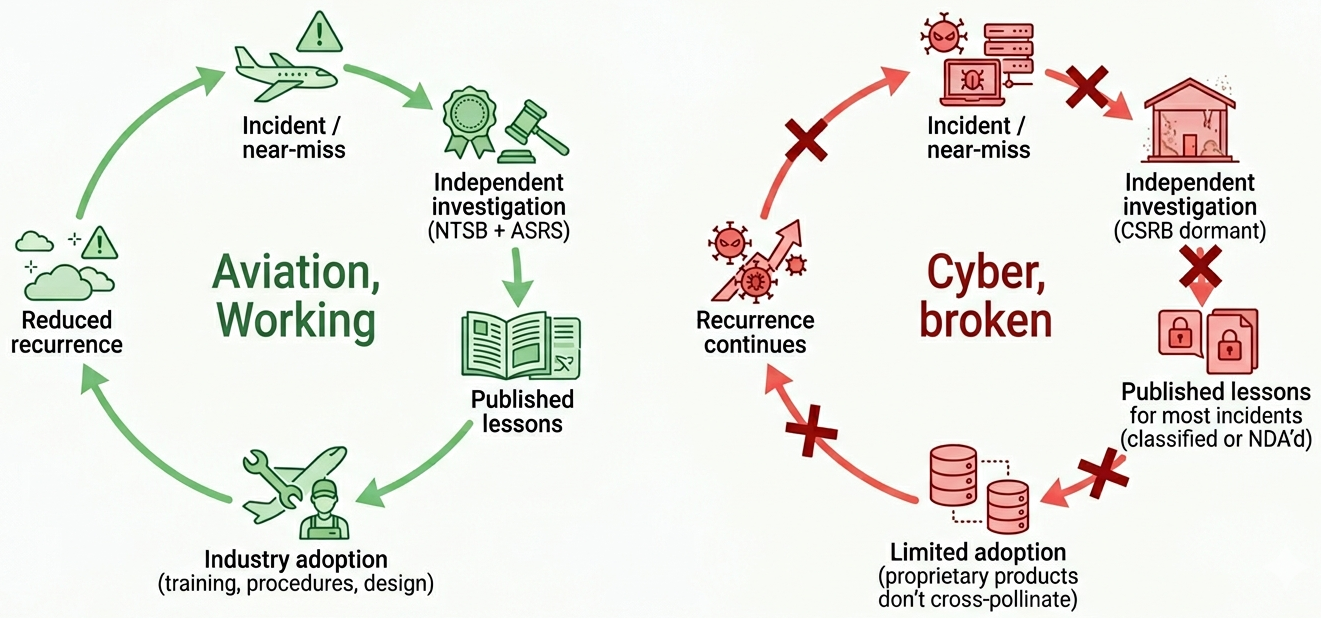 Incident /
near-miss
Independent
investigation
(NTSB + ASRS)
Aviation,
Working
Reduced
recurrence
Published
lessons
Industry adoption
(training, procedures, design)
Incident /
near-miss
Independent
investigation
(CSRB dormant)
Cyber,
broken
Recurrence
continues
Published lessons
for most incidents
(classified or NDA'd)
Limited adoption
(proprietary products
don't cross-pollinate)